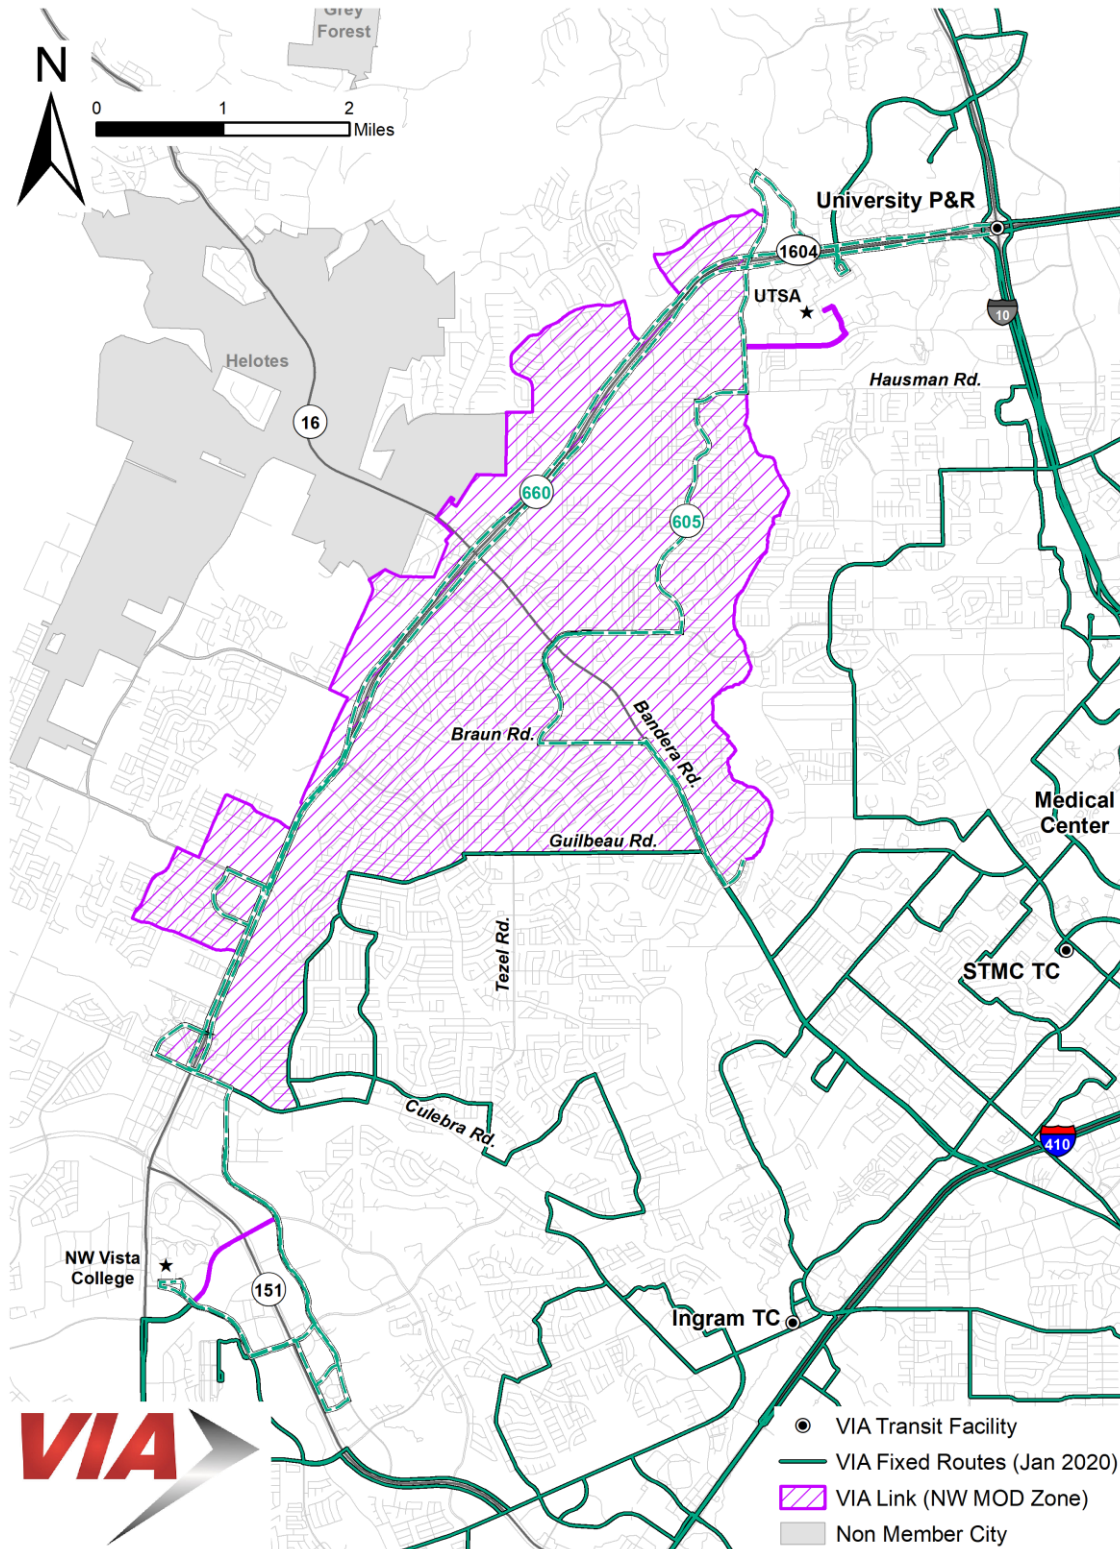 Grey
Forest
N
0 1 2
Miles
University P&R
1604
UTSA
10
Helotes
Hausman Rd.
16
660
605
Bandera Rd.
Braun Rd.
Medical
Center
Guilbeau Rd.
Tezel Rd.
STMC TC
Culebra Rd.
410
NW Vista
College
151
Ingram TC
VIA
VIA Transit Facility
VIA Fixed Routes (Jan 2020)
VIA Link (NW MOD Zone)
Non Member City